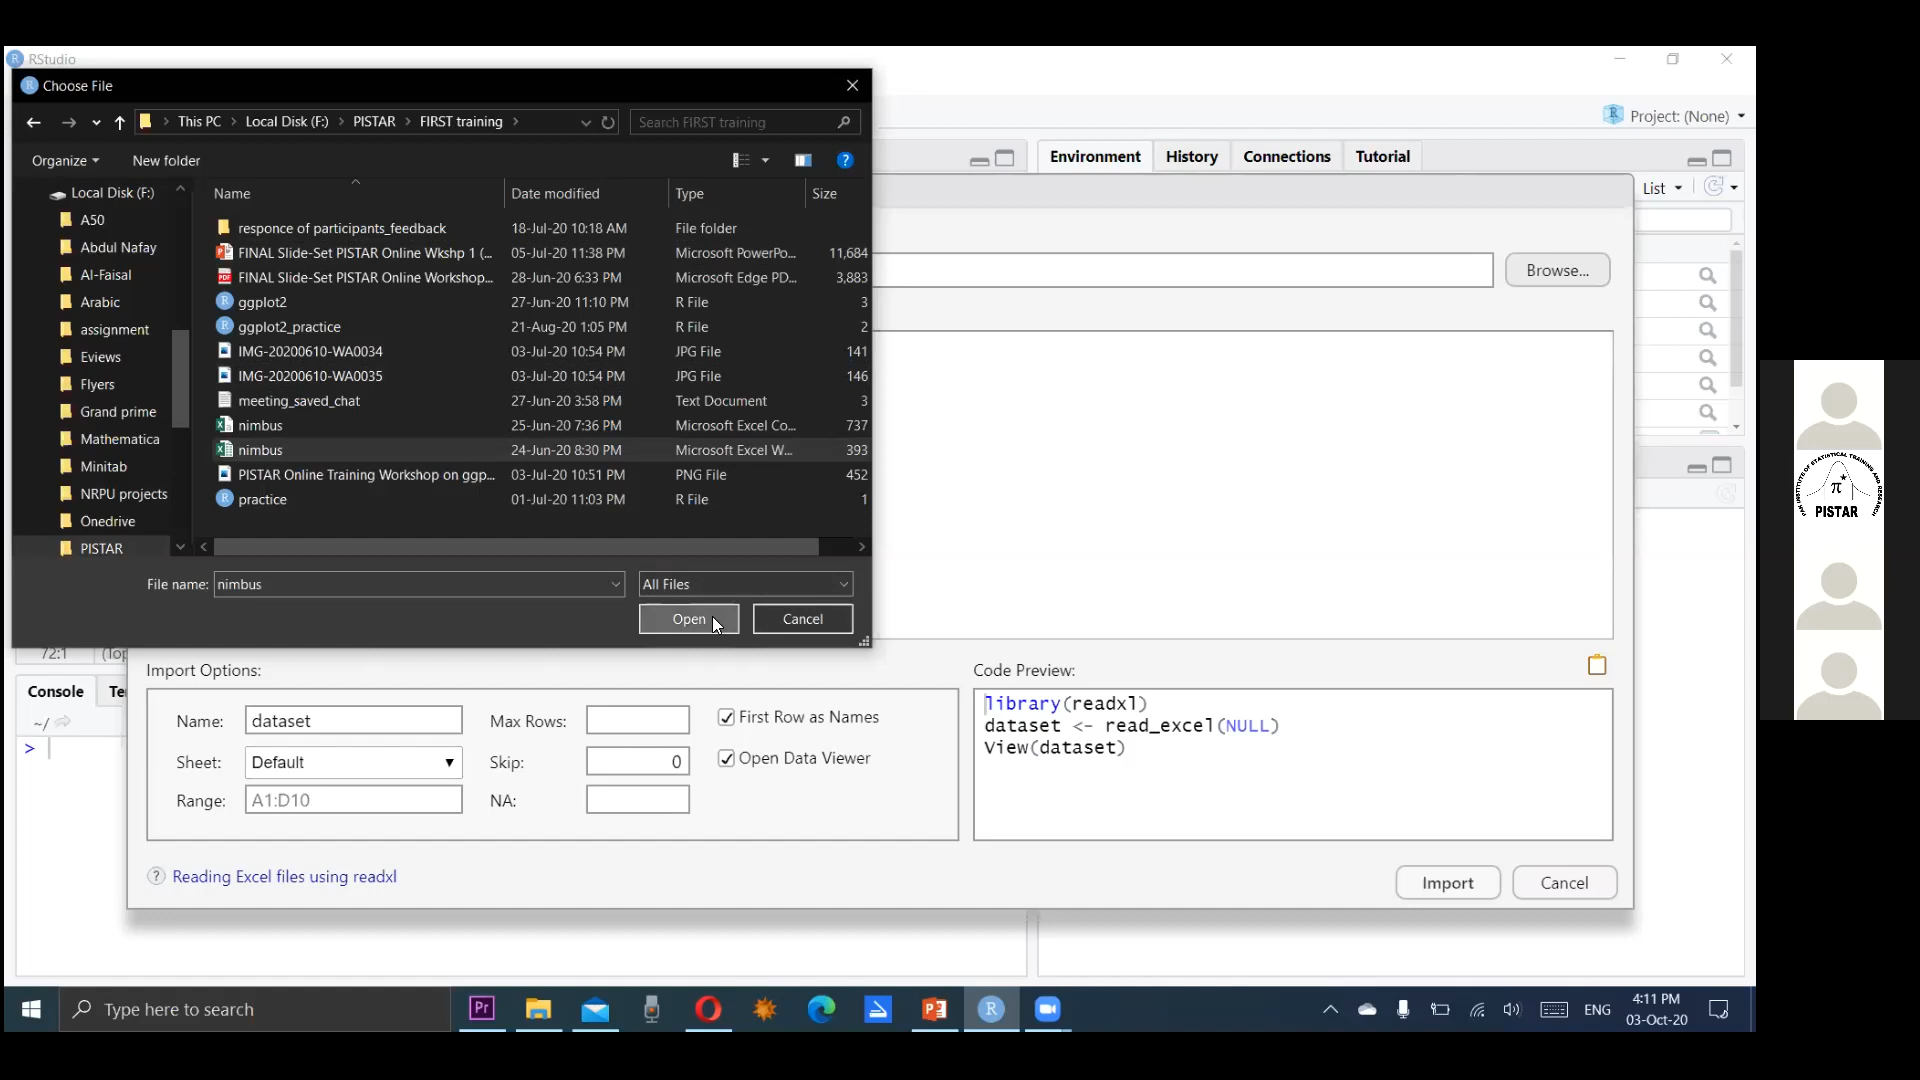 RStudio
Choose File
This PC > Local Disk (F:) > PISTAR > FIRST training >
Search FIRST training
Project: (None)
Organize
New folder
Environment
History
Connections
Tutorial
List
Name
Date modified
Type
Size
Local Disk (F:)
A50
Abdul Nafay
Al-Faisal
Arabic
assignment
Eviews
Flyers
Grand prime
Mathematica
Minitab
NRPU projects
Onedrive
PISTAR
responce of participants_feedback 18-Jul-20 10:18 AM File folder
FINAL Slide-Set PISTAR Online Wkshp 1 (... 05-Jul-20 11:38 PM Microsoft PowerPo... 11,684
FINAL Slide-Set PISTAR Online Workshop... 28-Jun-20 6:33 PM Microsoft Edge PD... 3,883
ggplot2 27-Jun-20 11:10 PM R File 3
ggplot2_practice 21-Aug-20 1:05 PM R File 2
IMG-20200610-WA0034 03-Jul-20 10:54 PM JPG File 141
IMG-20200610-WA0035 03-Jul-20 10:54 PM JPG File 146
meeting_saved_chat 27-Jun-20 3:58 PM Text Document 3
nimbus 25-Jun-20 7:36 PM Microsoft Excel Co... 737
nimbus 24-Jun-20 8:30 PM Microsoft Excel W... 393
PISTAR Online Training Workshop on ggp... 03-Jul-20 10:51 PM PNG File 452
practice 01-Jul-20 11:03 PM R File 1
Browse...
File name: nimbus
All Files
Open
Cancel
72:1 (Top
Console
Te
~/
>
Import Options:
Name: dataset
Max Rows:
First Row as Names
Sheet: Default
Skip: 0
Open Data Viewer
Range: A1:D10
NA:
Code Preview:
library(readxl)
dataset <- read_excel(NULL)
View(dataset)
? Reading Excel files using readxl
Import
Cancel
PAK INSTITUTE OF STATISTICAL TRAINING AND RESEARCH
π
PISTAR
Type here to search
Pr
ENG
4:11 PM
03-Oct-20